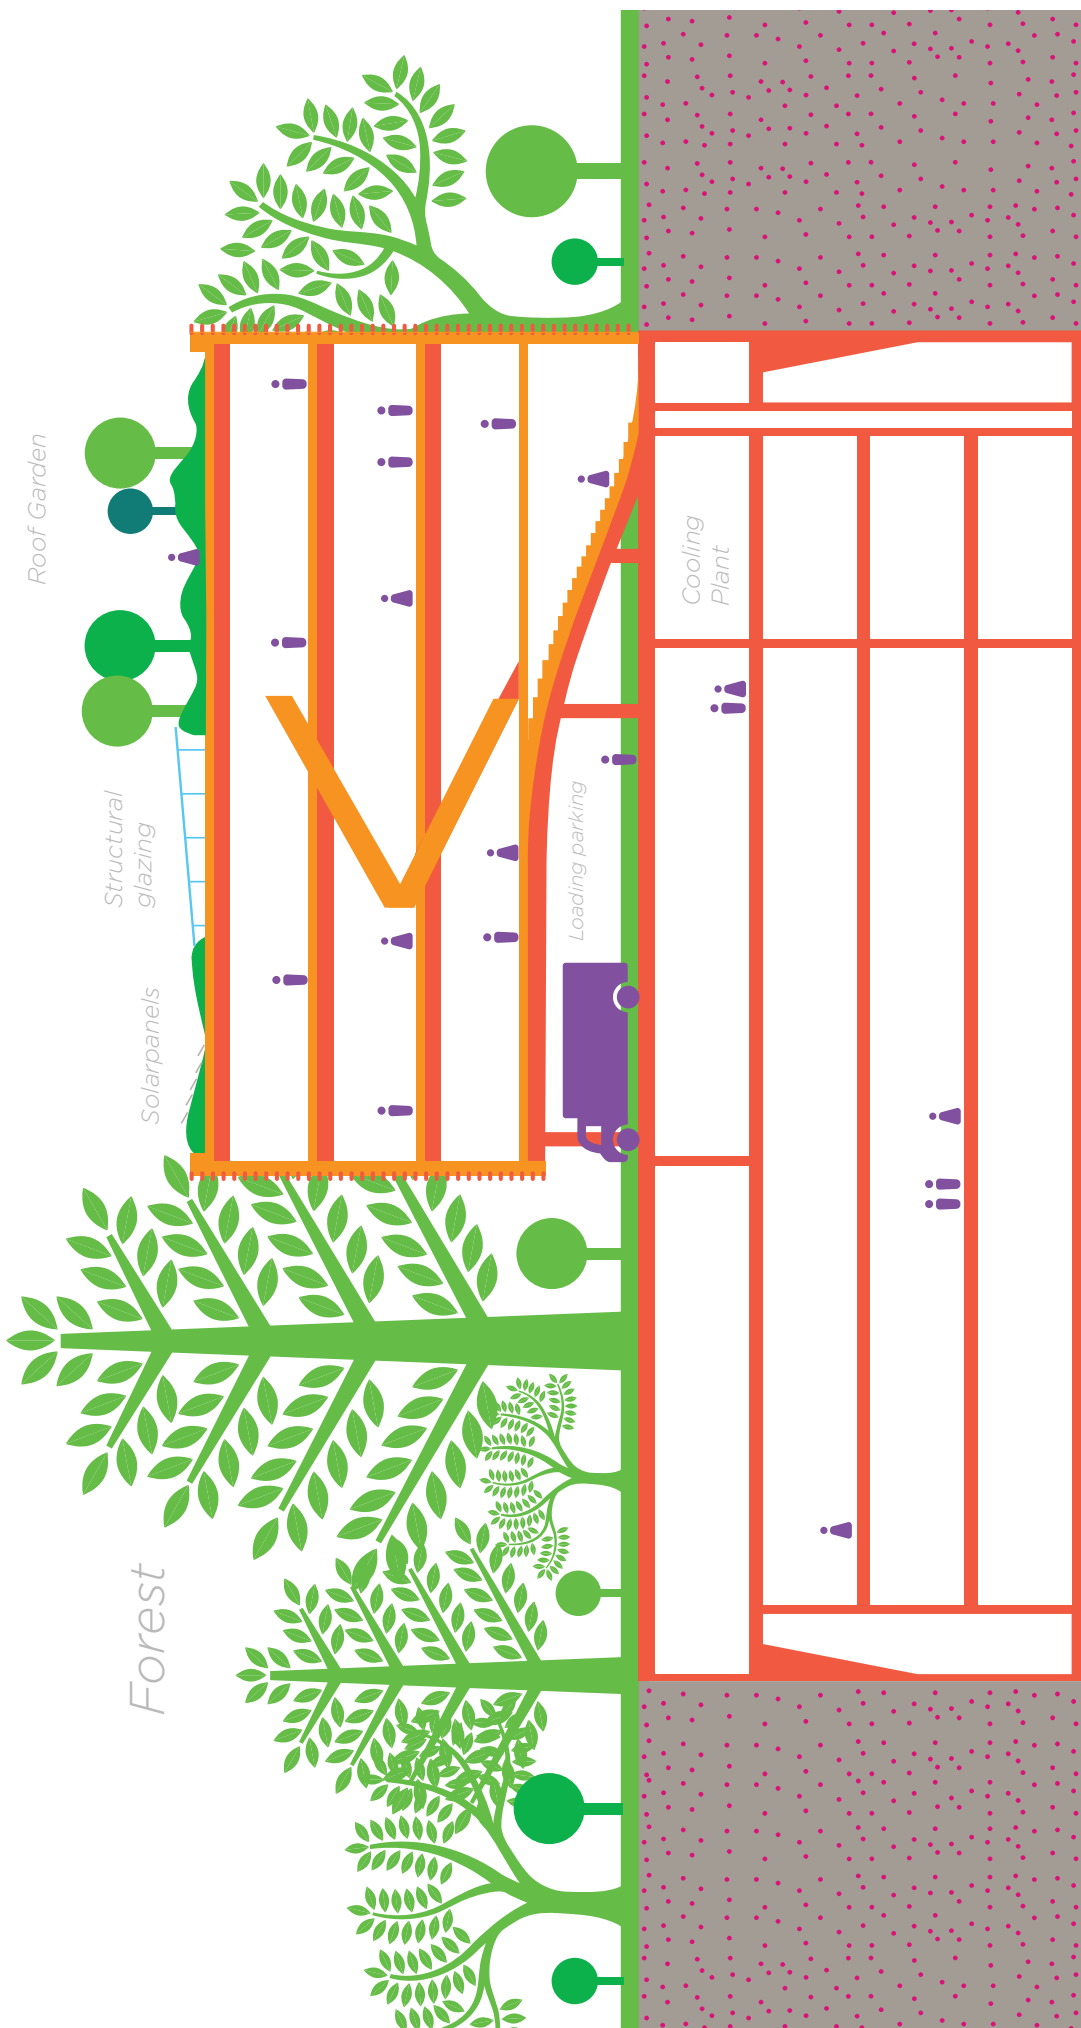 Forest
Solarpanels
Structural
glazing
Roof Garden
Loading parking
Cooling
Plant